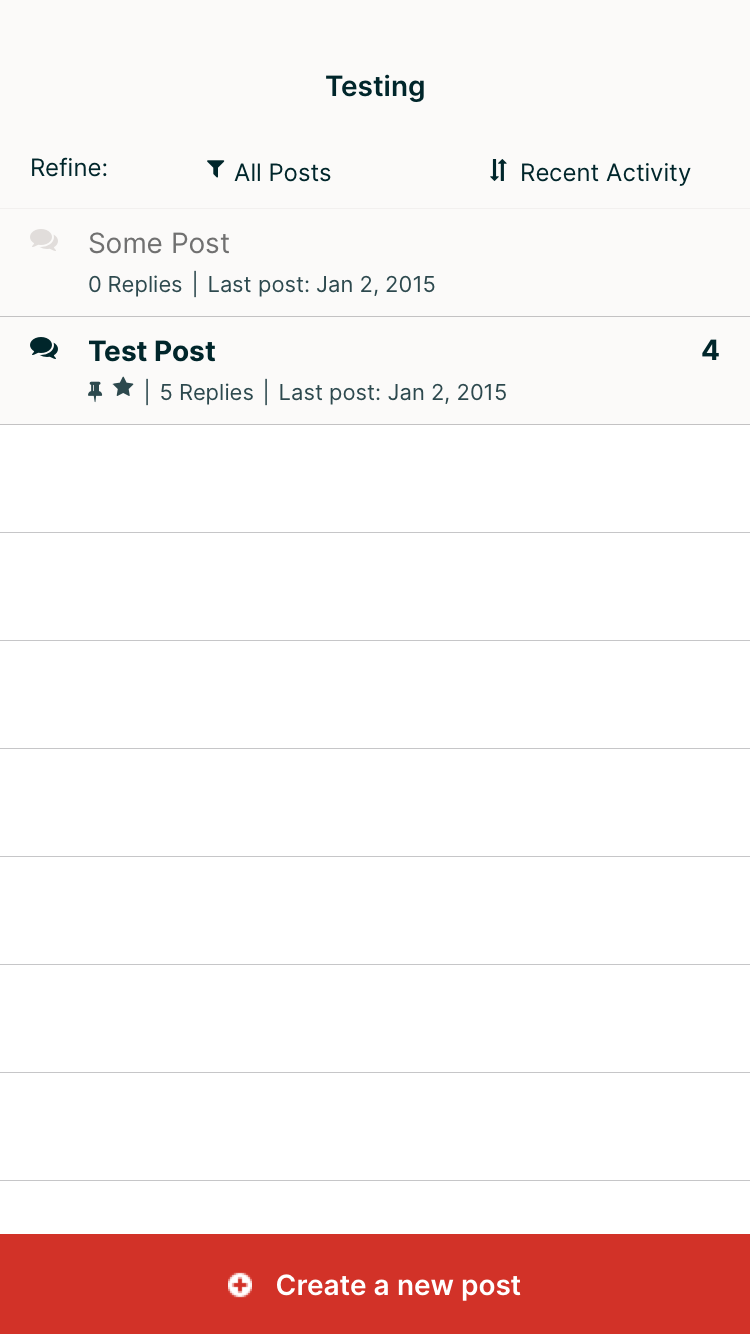 Testing
Refine: All Posts Recent Activity
Some Post
0 Replies | Last post: Jan 2, 2015
Test Post 4
| 5 Replies | Last post: Jan 2, 2015
Create a new post